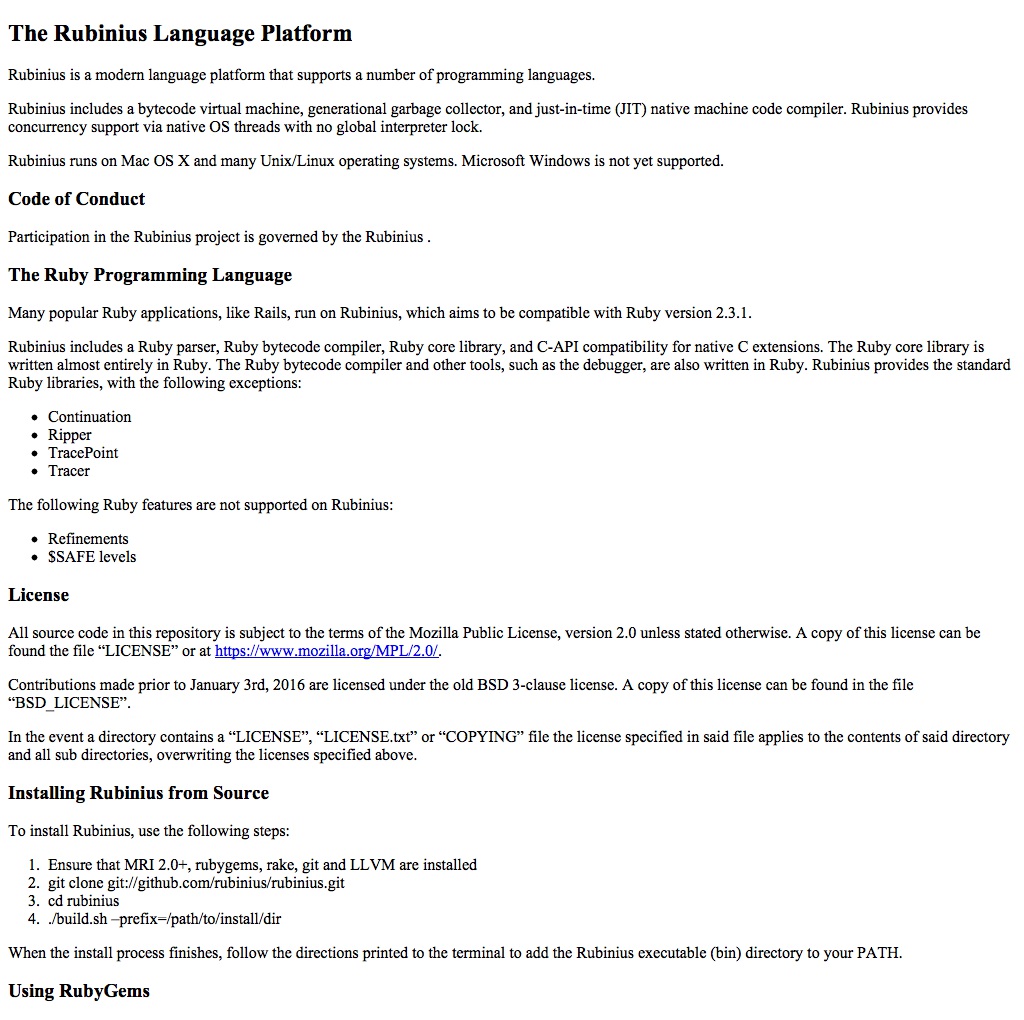 The Rubinius Language Platform
Rubinius is a modern language platform that supports a number of programming languages.
Rubinius includes a bytecode virtual machine, generational garbage collector, and just-in-time (JIT) native machine code compiler. Rubinius provides
concurrency support via native OS threads with no global interpreter lock.
Rubinius runs on Mac OS X and many Unix/Linux operating systems. Microsoft Windows is not yet supported.
Code of Conduct
Participation in the Rubinius project is governed by the Rubinius .
The Ruby Programming Language
Many popular Ruby applications, like Rails, run on Rubinius, which aims to be compatible with Ruby version 2.3.1.
Rubinius includes a Ruby parser, Ruby bytecode compiler, Ruby core library, and C-API compatibility for native C extensions. The Ruby core library is
written almost entirely in Ruby. The Ruby bytecode compiler and other tools, such as the debugger, are also written in Ruby. Rubinius provides the standard
Ruby libraries, with the following exceptions:
• Continuation
• Ripper
• TracePoint
• Tracer
The following Ruby features are not supported on Rubinius:
• Refinements
• $SAFE levels
License
All source code in this repository is subject to the terms of the Mozilla Public License, version 2.0 unless stated otherwise. A copy of this license can be
found the file “LICENSE” or at https://www.mozilla.org/MPL/2.0/.
Contributions made prior to January 3rd, 2016 are licensed under the old BSD 3-clause license. A copy of this license can be found in the file
“BSD_LICENSE”.
In the event a directory contains a “LICENSE”, “LICENSE.txt” or “COPYING” file the license specified in said file applies to the contents of said directory
and all sub directories, overwriting the licenses specified above.
Installing Rubinius from Source
To install Rubinius, use the following steps:
1. Ensure that MRI 2.0+, rubygems, rake, git and LLVM are installed
2. git clone git://github.com/rubinius/rubinius.git
3. cd rubinius
4. ./build.sh –prefix=/path/to/install/dir
When the install process finishes, follow the directions printed to the terminal to add the Rubinius executable (bin) directory to your PATH.
Using RubyGems